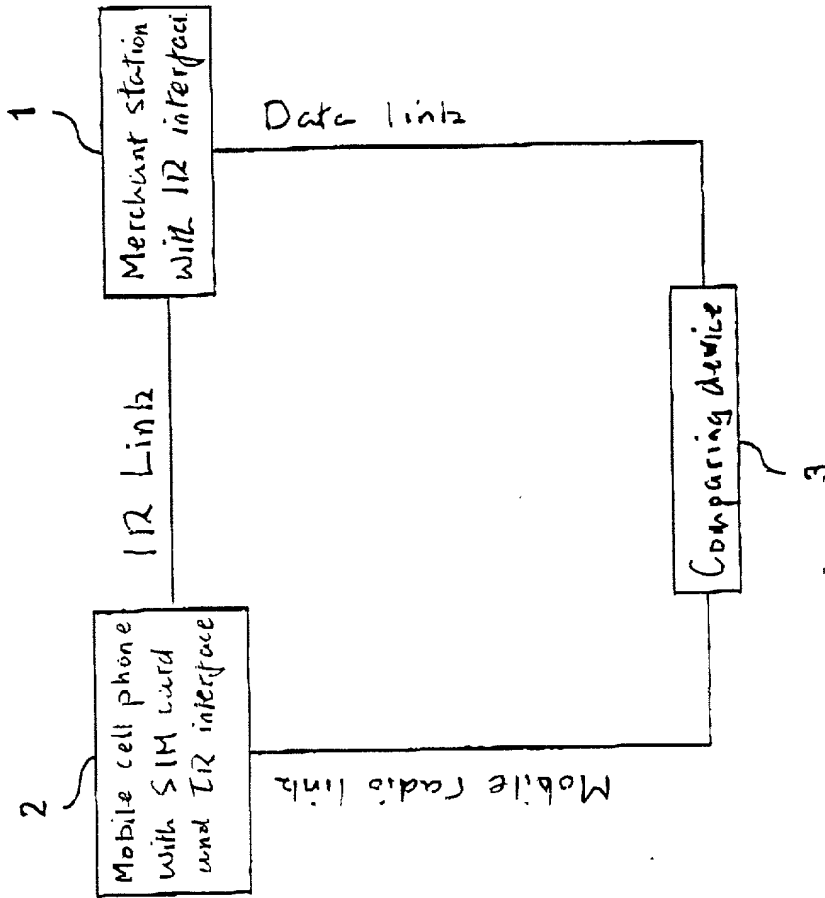 1
Merchant station
with IR interfaci
Data link
IR Link
2
Mobile cell phone
with SIM card
and IR interface
Mobile radio link
Comparing device
3